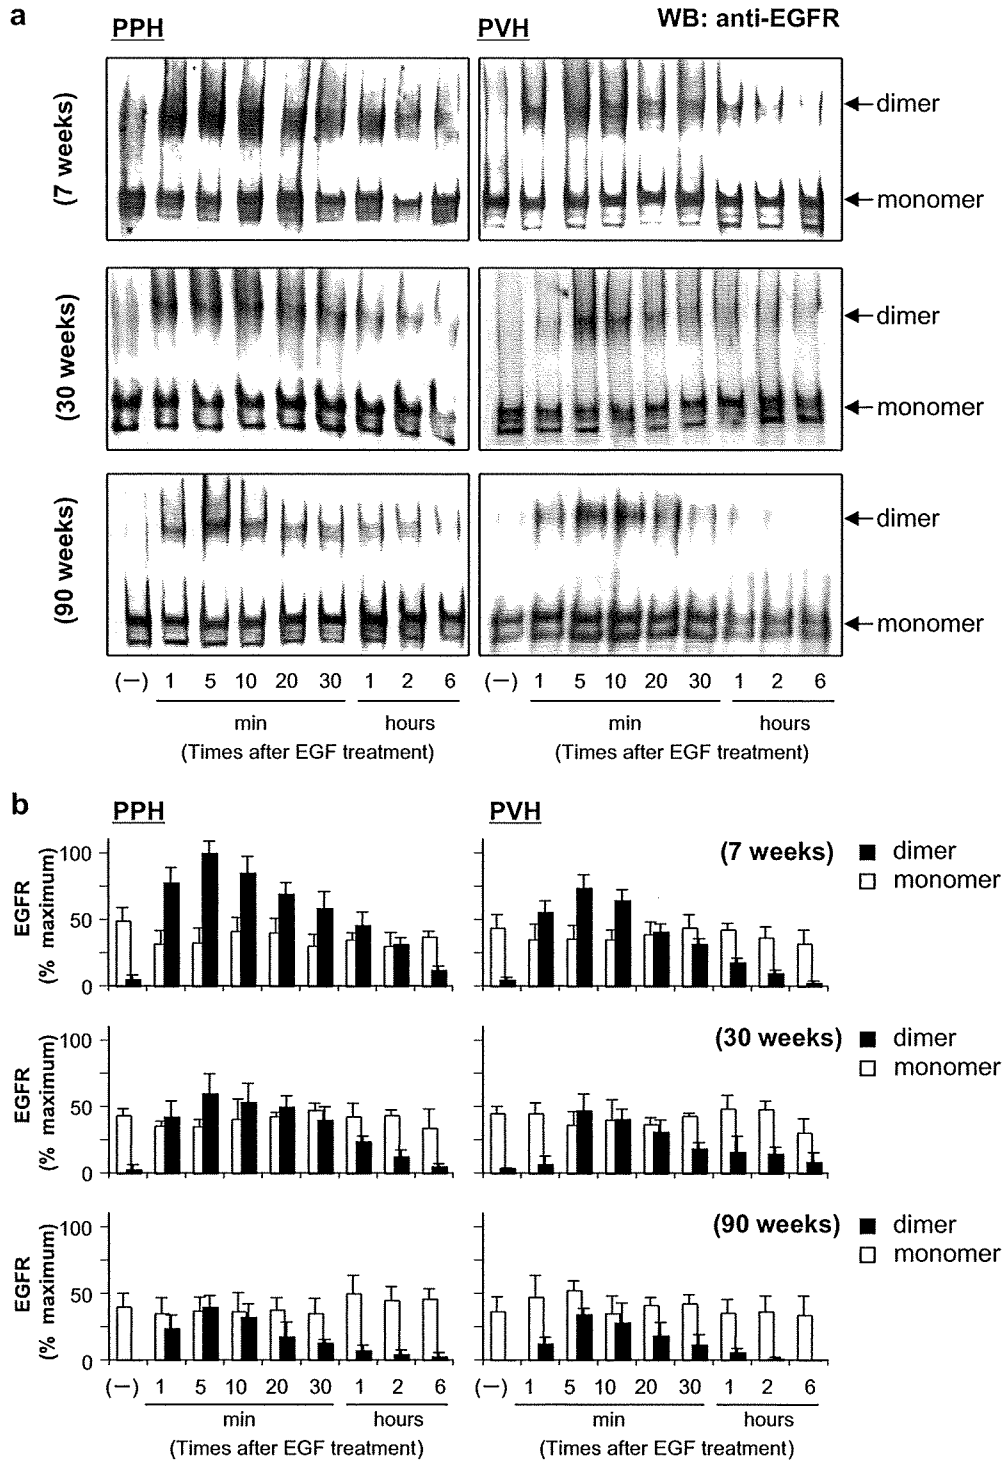 a
PPH
PVH
WB: anti-EGFR
(7 weeks)
dimer
monomer
(30 weeks)
dimer
monomer
(90 weeks)
dimer
monomer
(−) 1 5 10 20 30 1 2 6
(−) 1 5 10 20 30 1 2 6
min hours
min hours
(Times after EGF treatment)
(Times after EGF treatment)
b
PPH
PVH
(7 weeks)
dimer
monomer
EGFR
(% maximum)
100
50
0
(30 weeks)
dimer
monomer
EGFR
(% maximum)
100
50
0
(90 weeks)
dimer
monomer
EGFR
(% maximum)
100
50
0
(−) 1 5 10 20 30 1 2 6
(−) 1 5 10 20 30 1 2 6
min hours
min hours
(Times after EGF treatment)
(Times after EGF treatment)